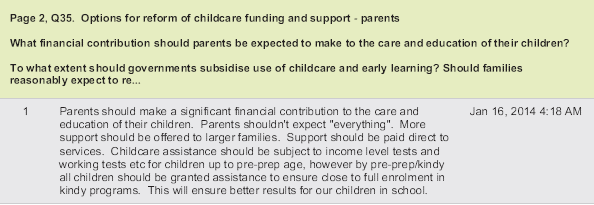 Page 2, Q35. Options for reform of childcare funding and support - parents
What financial contribution should parents be expected to make to the care and education of their children?
To what extent should governments subsidise use of childcare and early learning? Should families
reasonably expect to re...
1 Parents should make a significant financial contribution to the care and Jan 16, 2014 4:18 AM
education of their children. Parents shouldn't expect "everything". More
support should be offered to larger families. Support should be paid direct to
services. Childcare assistance should be subject to income level tests and
working tests etc for children up to pre-prep age, however by pre-prep/kindy
all children should be granted assistance to ensure close to full enrolment in
kindy programs. This will ensure better results for our children in school.